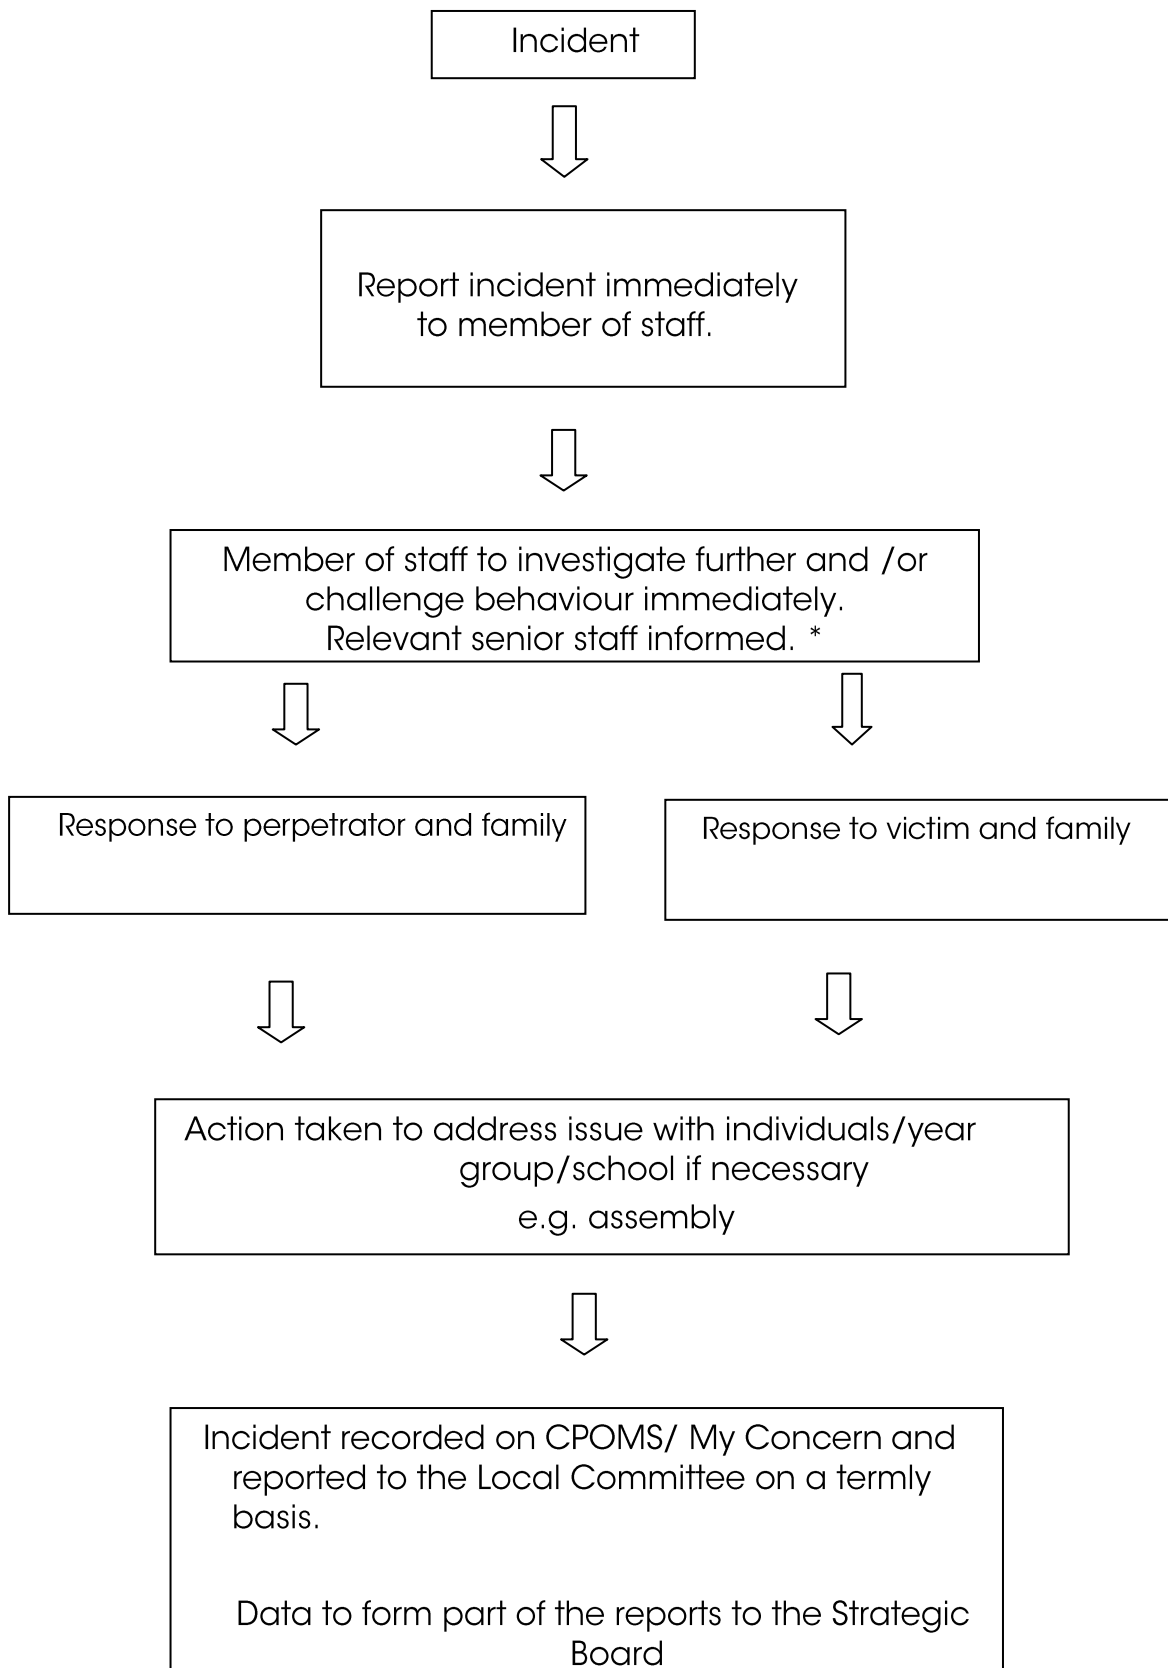 Incident
Report incident immediately
to member of staff.
Member of staff to investigate further and /or
challenge behaviour immediately.
Relevant senior staff informed. *
Response to perpetrator and family
Response to victim and family
Action taken to address issue with individuals/year
group/school if necessary
e.g. assembly
Incident recorded on CPOMS/ My Concern and
reported to the Local Committee on a termly
basis.
Data to form part of the reports to the Strategic
Board